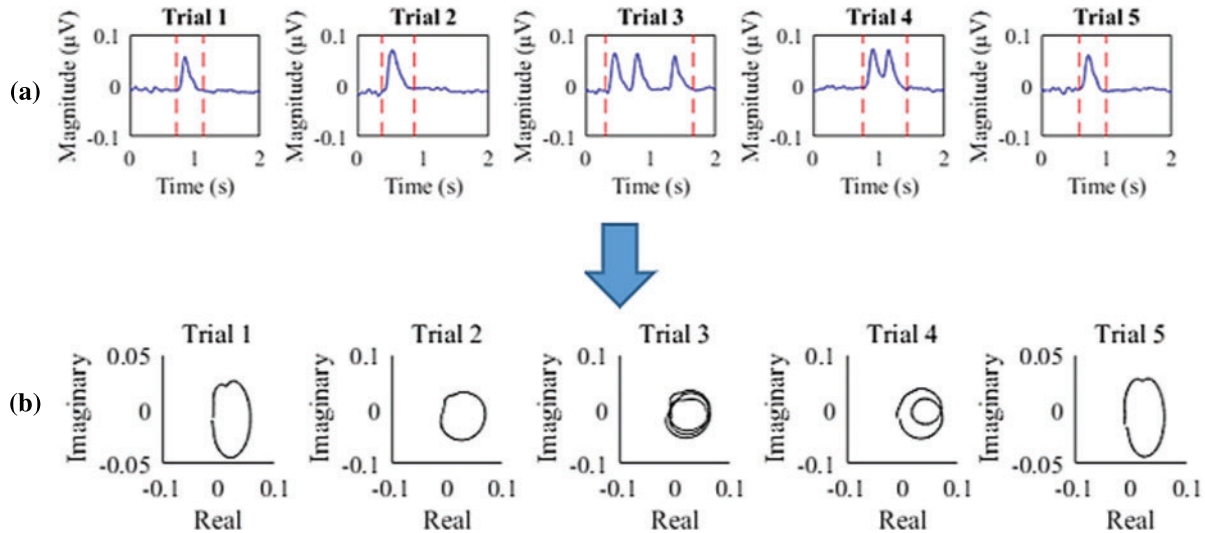 Trial 1 Trial 2 Trial 3 Trial 4 Trial 5
(a)
Magnitude (µV) 0.1 0 -0.1 0 1 2 Time (s)
Magnitude (µV) 0.1 0 -0.1 0 1 2 Time (s)
Magnitude (µV) 0.1 0 -0.1 0 1 2 Time (s)
Magnitude (µV) 0.1 0 -0.1 0 1 2 Time (s)
Magnitude (µV) 0.1 0 -0.1 0 1 2 Time (s)
Trial 1 Trial 2 Trial 3 Trial 4 Trial 5
(b)
Imaginary 0.05 0 -0.05 -0.1 0 0.1 Real
Imaginary 0.1 0 -0.1 -0.1 0 0.1 Real
Imaginary 0.1 0 -0.1 -0.1 0 0.1 Real
Imaginary 0.1 0 -0.1 -0.1 0 0.1 Real
Imaginary 0.05 0 -0.05 -0.1 0 0.1 Real